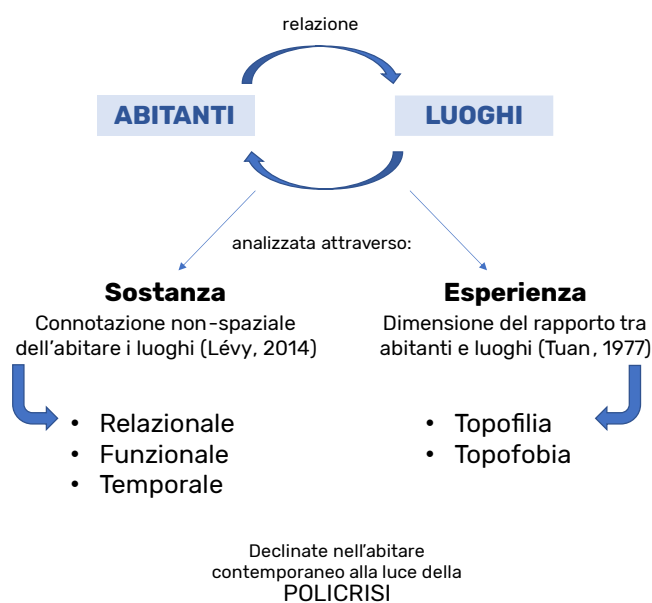 relazione
ABITANTI
LUOGHI
analizzata attraverso:
Sostanza
Connotazione non-spaziale
dell'abitare i luoghi (Lévy, 2014)
Esperienza
Dimensione del rapporto tra
abitanti e luoghi (Tuan, 1977)
• Relazionale
• Funzionale
• Temporale
• Topofilia
• Topofobia
Declinate nell'abitare
contemporaneo alla luce della
POLICRISI